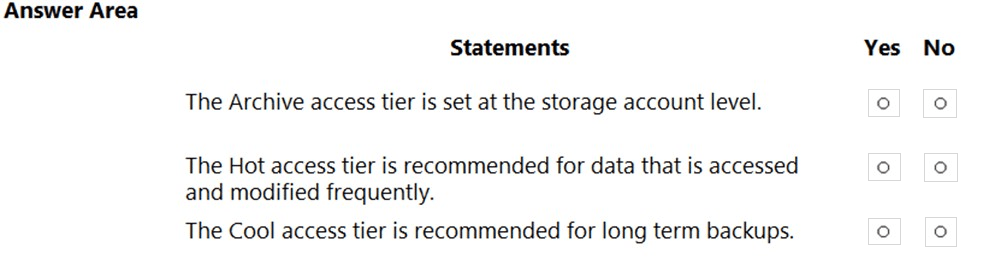 Answer Area
Statements Yes No
The Archive access tier is set at the storage account level.
The Hot access tier is recommended for data that is accessed
and modified frequently.
The Cool access tier is recommended for long term backups.